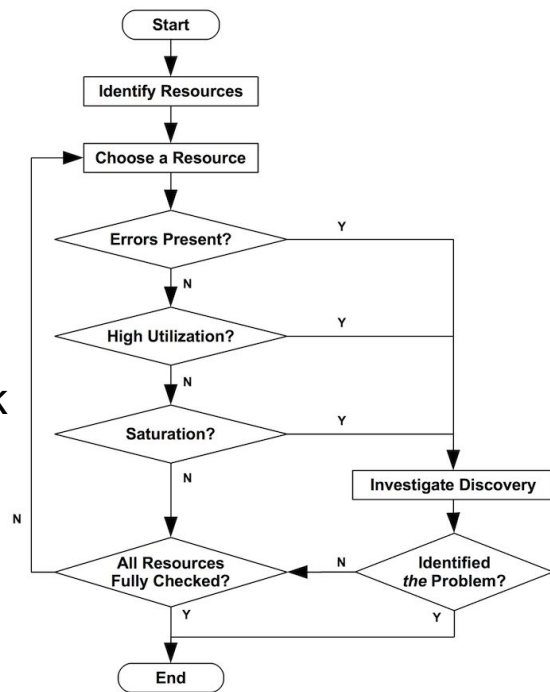 Start
Identify Resources
Choose a Resource
Errors Present?
Y
N
High Utilization?
Y
N
K
Saturation?
Y
N
Investigate Discovery
N
All Resources
Fully Checked?
N
Identified
the Problem?
Y
Y
End